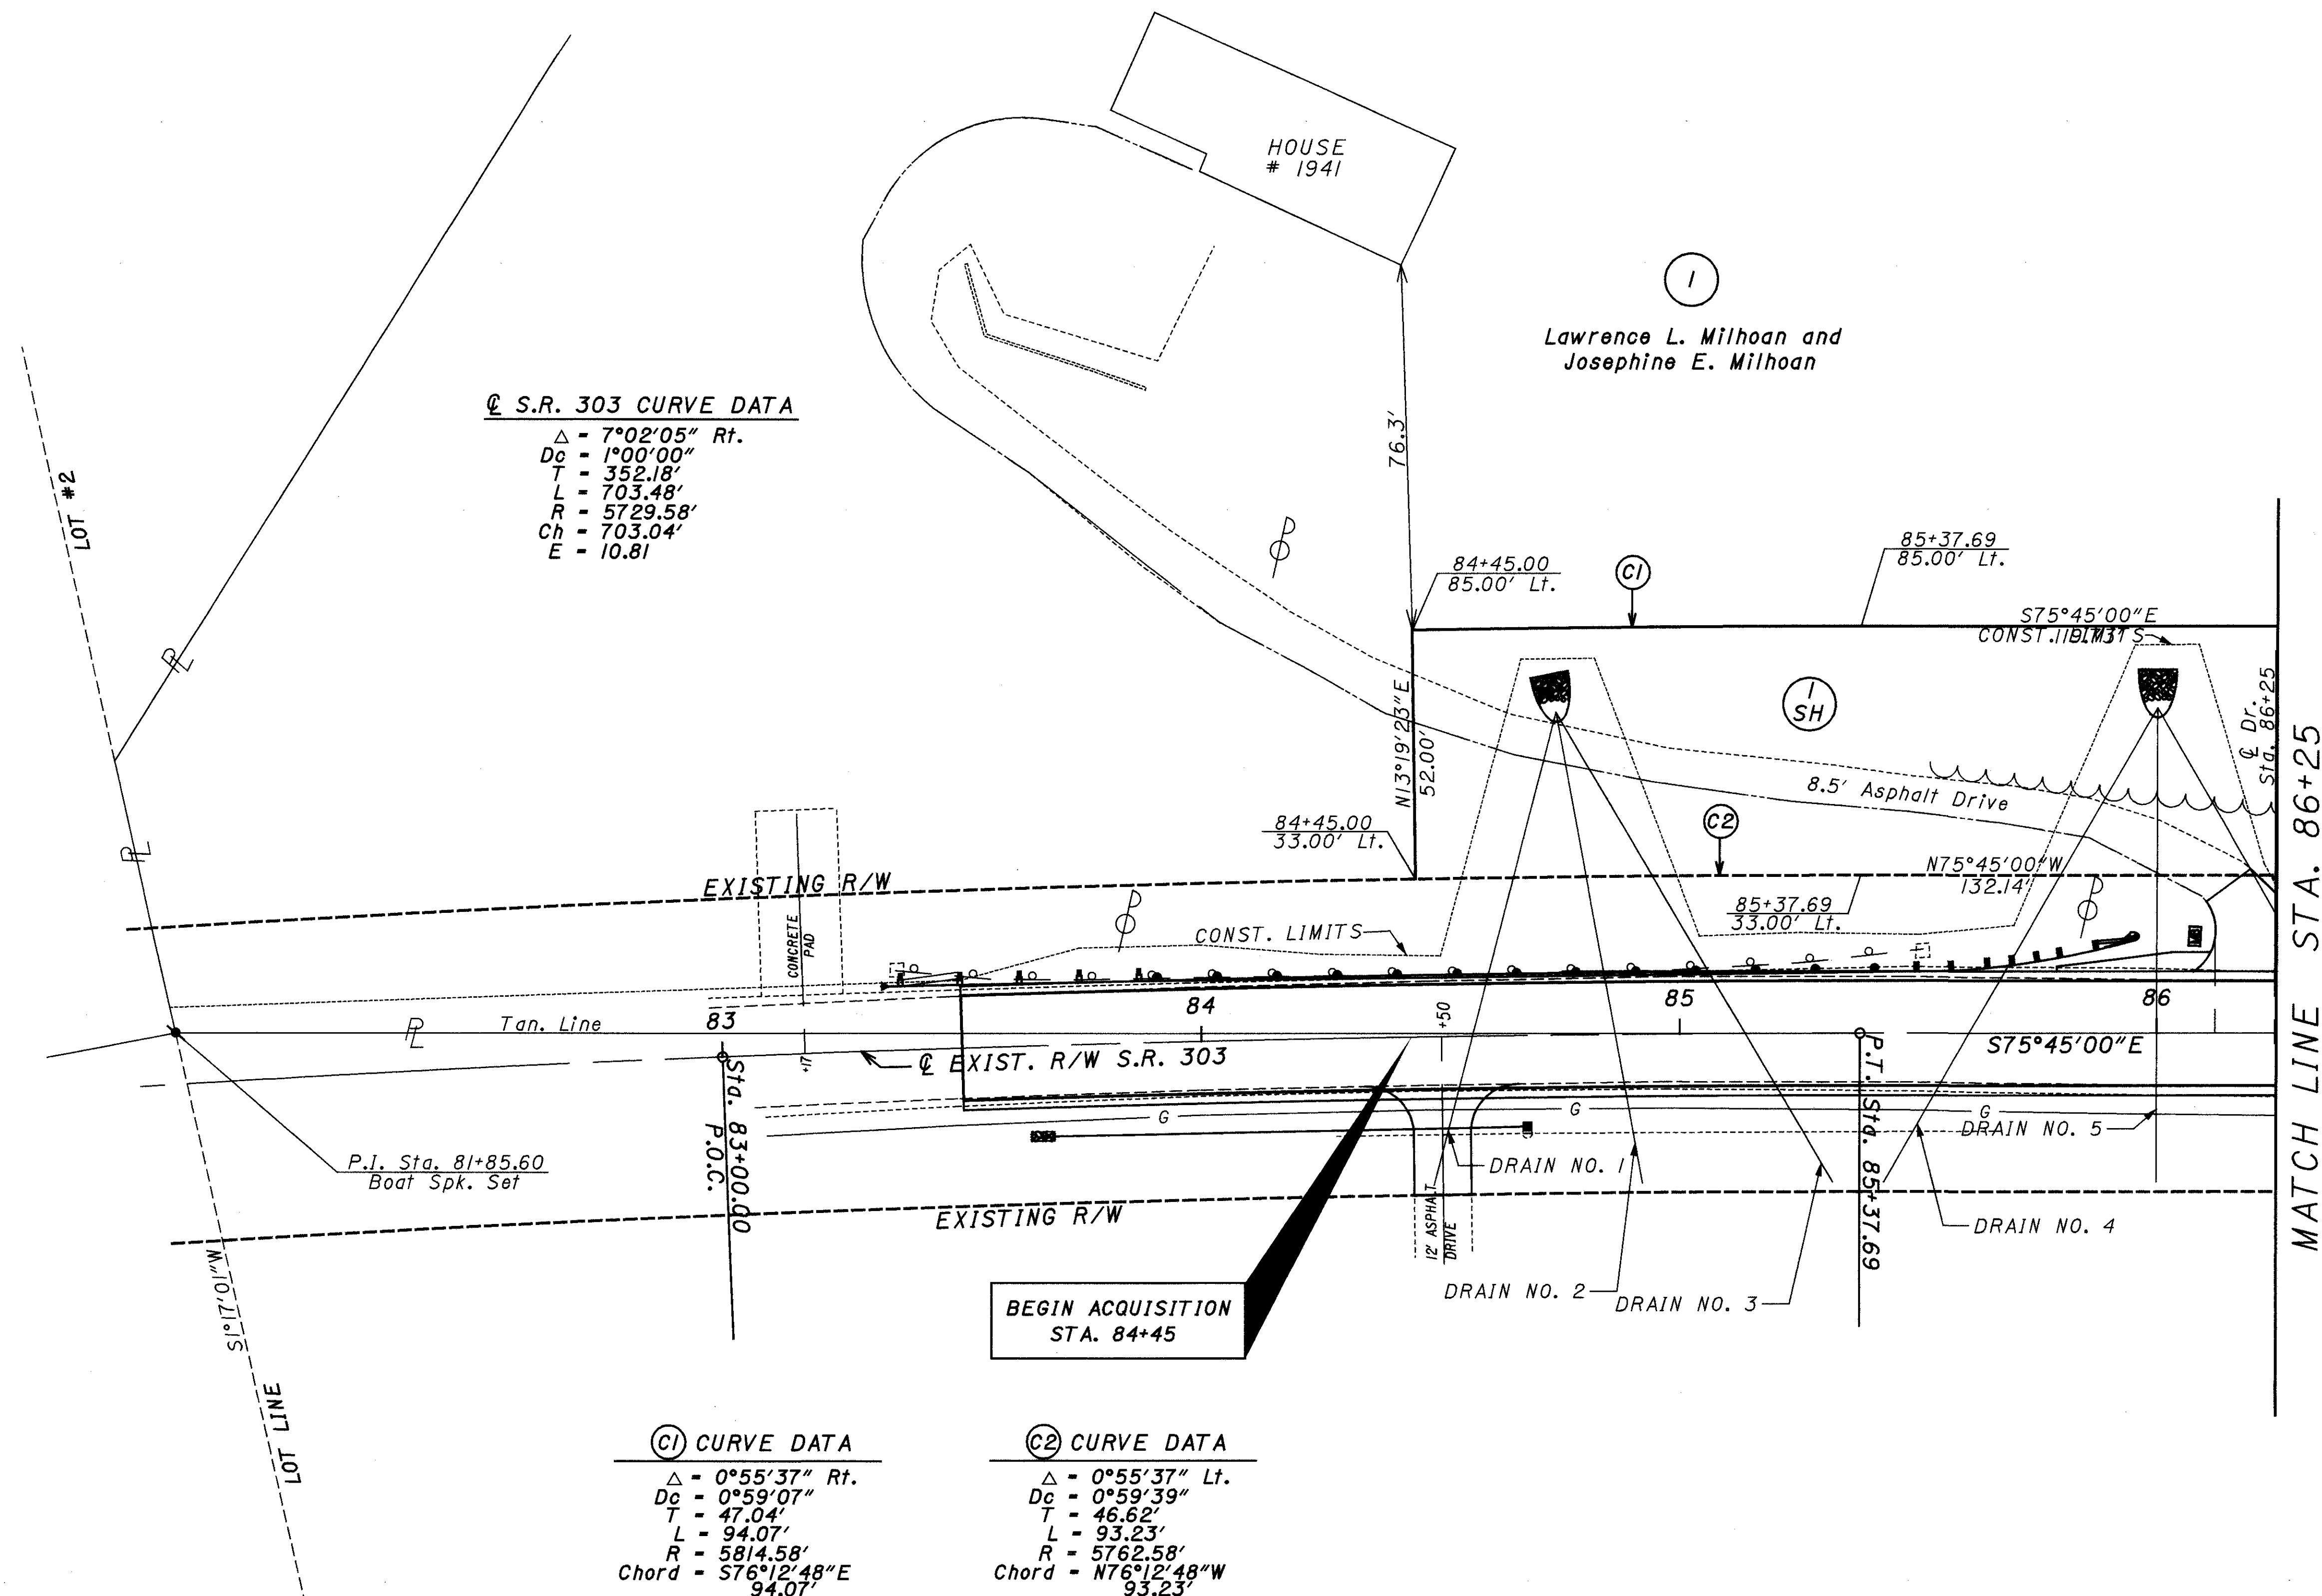 HOUSE
# 1941
1
Lawrence L. Milhoan and
Josephine E. Milhoan
℄ S.R. 303 CURVE DATA
△ = 7°02'05" Rt.
Dc = 1°00'00"
T = 352.18'
L = 703.48'
R = 5729.58'
Ch = 703.04'
E = 10.81
LOT #2
PL
PL
76.3'
84+45.00
85.00' Lt.
C1
85+37.69
85.00' Lt.
S75°45'00"E
CONST. LIMITS
1
SH
℄ Dr.
Sta. 86+25
N13°19'23"E
52.00'
8.5' Asphalt Drive
84+45.00
33.00' Lt.
C2
N75°45'00"W
132.14'
85+37.69
33.00' Lt.
EXISTING R/W
CONCRETE
PAD
CONST. LIMITS
MATCH LINE STA. 86+25
PL
Tan. Line
83
84
85
86
+17
+50
℄ EXIST. R/W S.R. 303
S75°45'00"E
Sta. 83+00.00
P.O.C.
P.T. Sta. 85+37.69
G
G
G
P.I. Sta. 81+85.60
Boat Spk. Set
DRAIN NO. 1
DRAIN NO. 5
DRAIN NO. 4
EXISTING R/W
12' ASPHALT
DRIVE
DRAIN NO. 2
DRAIN NO. 3
S1°17'01"W
LOT LINE
BEGIN ACQUISITION
STA. 84+45
C1 CURVE DATA
△ = 0°55'37" Rt.
Dc = 0°59'07"
T = 47.04'
L = 94.07'
R = 5814.58'
Chord = S76°12'48"E
94.07'
C2 CURVE DATA
△ = 0°55'37" Lt.
Dc = 0°59'39"
T = 46.62'
L = 93.23'
R = 5762.58'
Chord = N76°12'48"W
93.23'